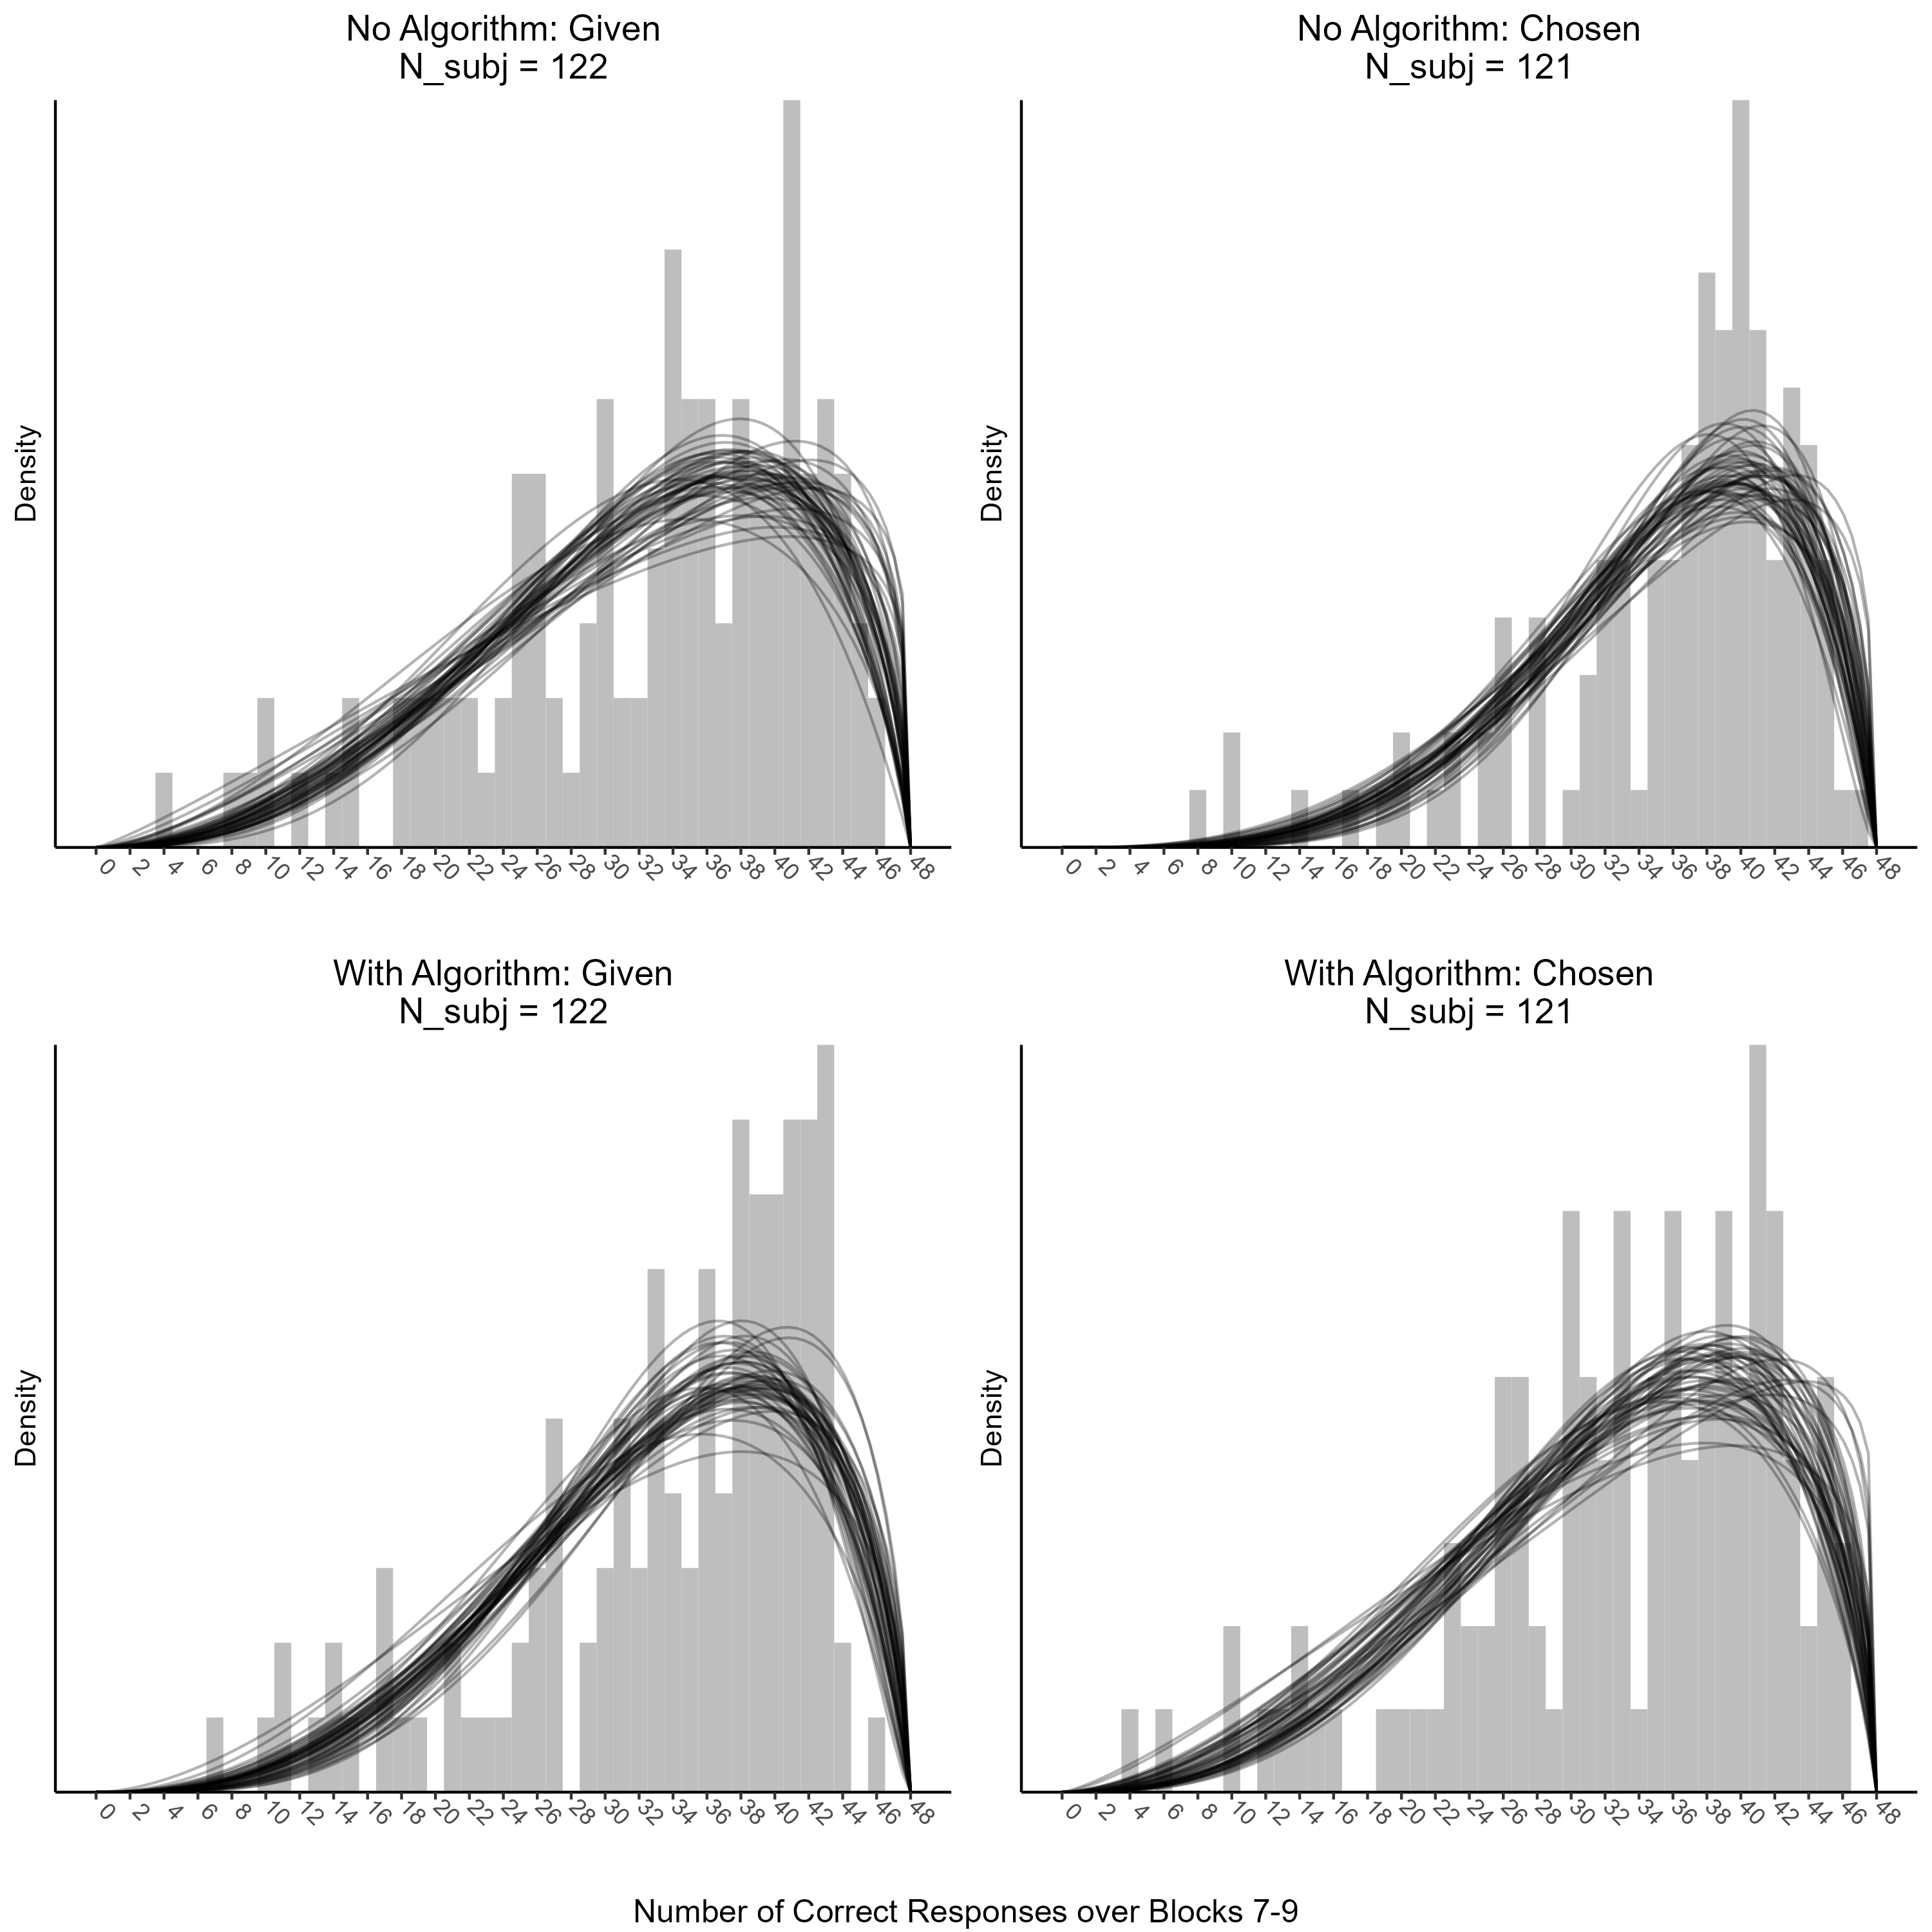 No Algorithm: Given
N_subj = 122
Density
0 2 4 6 8 10 12 14 16 18 20 22 24 26 28 30 32 34 36 38 40 42 44 46 48
No Algorithm: Chosen
N_subj = 121
Density
0 2 4 6 8 10 12 14 16 18 20 22 24 26 28 30 32 34 36 38 40 42 44 46 48
With Algorithm: Given
N_subj = 122
Density
0 2 4 6 8 10 12 14 16 18 20 22 24 26 28 30 32 34 36 38 40 42 44 46 48
With Algorithm: Chosen
N_subj = 121
Density
0 2 4 6 8 10 12 14 16 18 20 22 24 26 28 30 32 34 36 38 40 42 44 46 48
Number of Correct Responses over Blocks 7-9